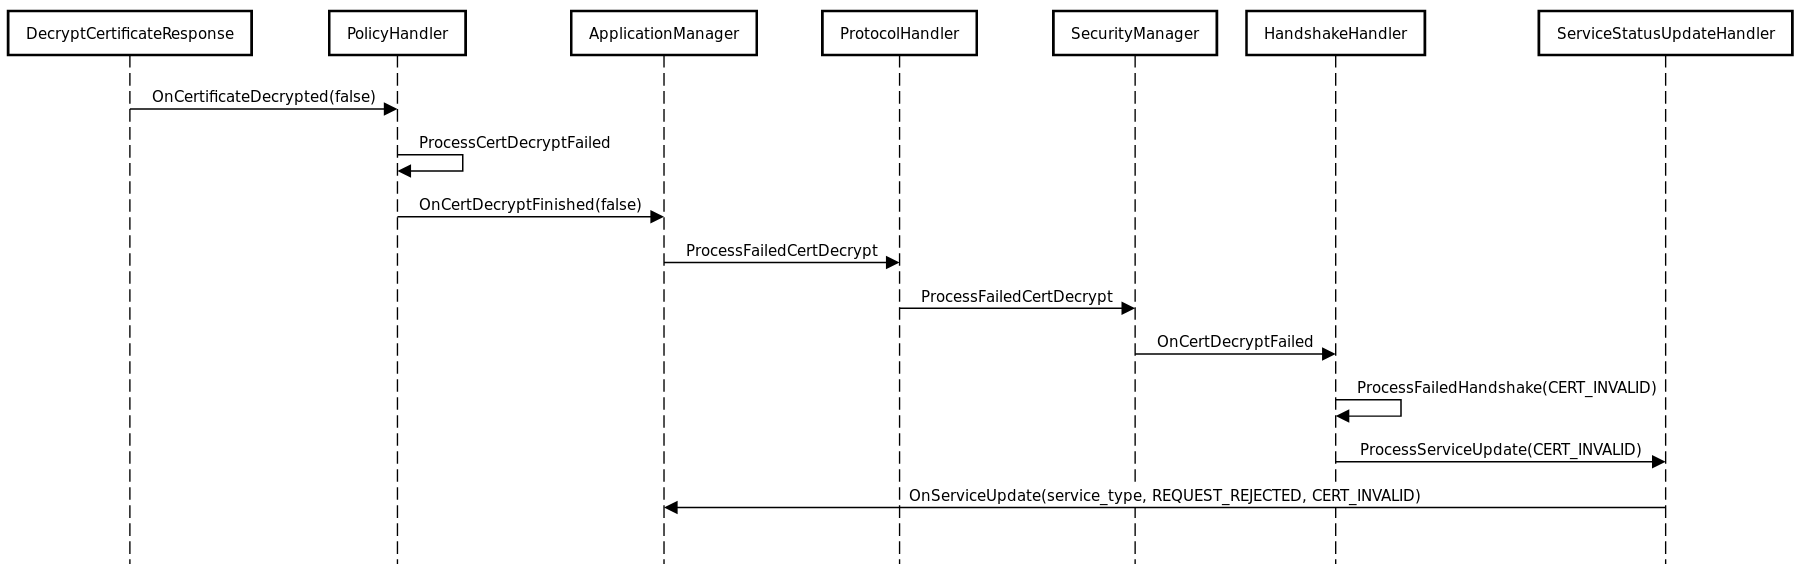 DecryptCertificateResponse PolicyHandler ApplicationManager ProtocolHandler SecurityManager HandshakeHandler ServiceStatusUpdateHandler
OnCertificateDecrypted(false)
ProcessCertDecryptFailed
OnCertDecryptFinished(false)
ProcessFailedCertDecrypt
ProcessFailedCertDecrypt
OnCertDecryptFailed
ProcessFailedHandshake(CERT_INVALID)
ProcessServiceUpdate(CERT_INVALID)
OnServiceUpdate(service_type, REQUEST_REJECTED, CERT_INVALID)